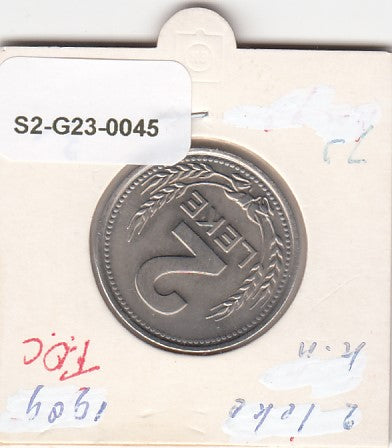 S2-G23-0045
2
LEKE
2 leke
1989
k.n
F.D.C